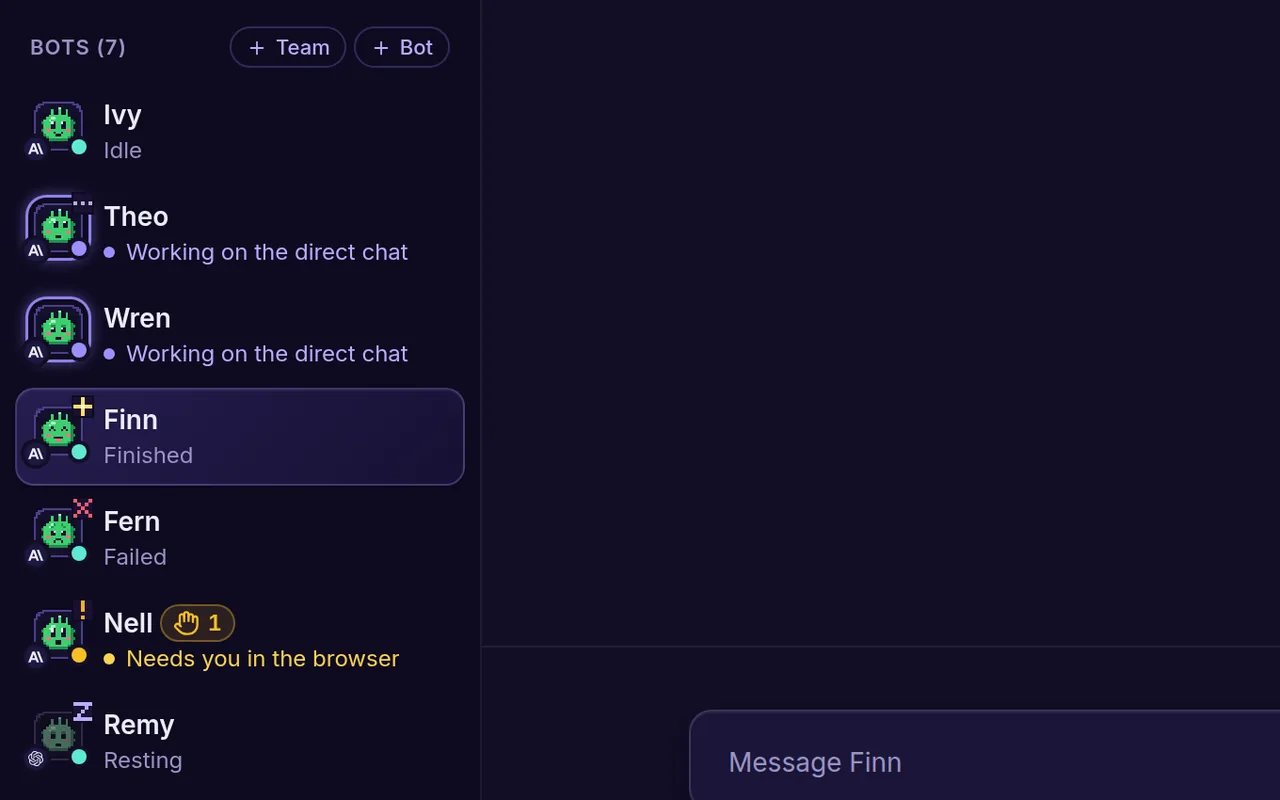 BOTS (7)
+ Team
+ Bot
Ivy
Idle
Theo
Working on the direct chat
Wren
Working on the direct chat
Finn
Finished
Fern
Failed
Nell 1
Needs you in the browser
Remy
Resting
Message Finn